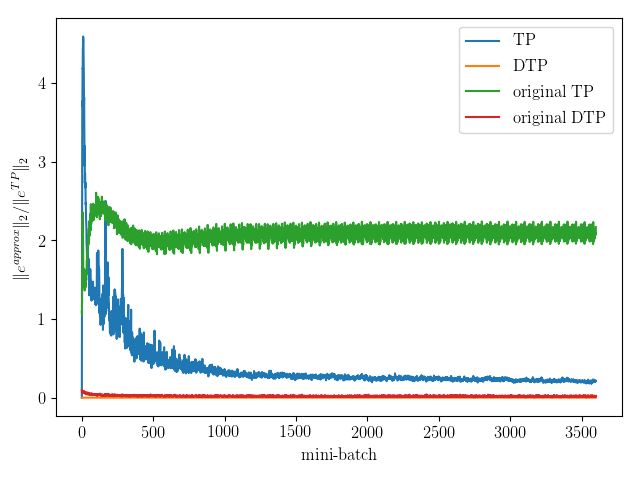 TP
DTP
original TP
original DTP
‖e^{approx}‖₂/‖e^{TP}‖₂
4
3
2
1
0
0 500 1000 1500 2000 2500 3000 3500
mini-batch